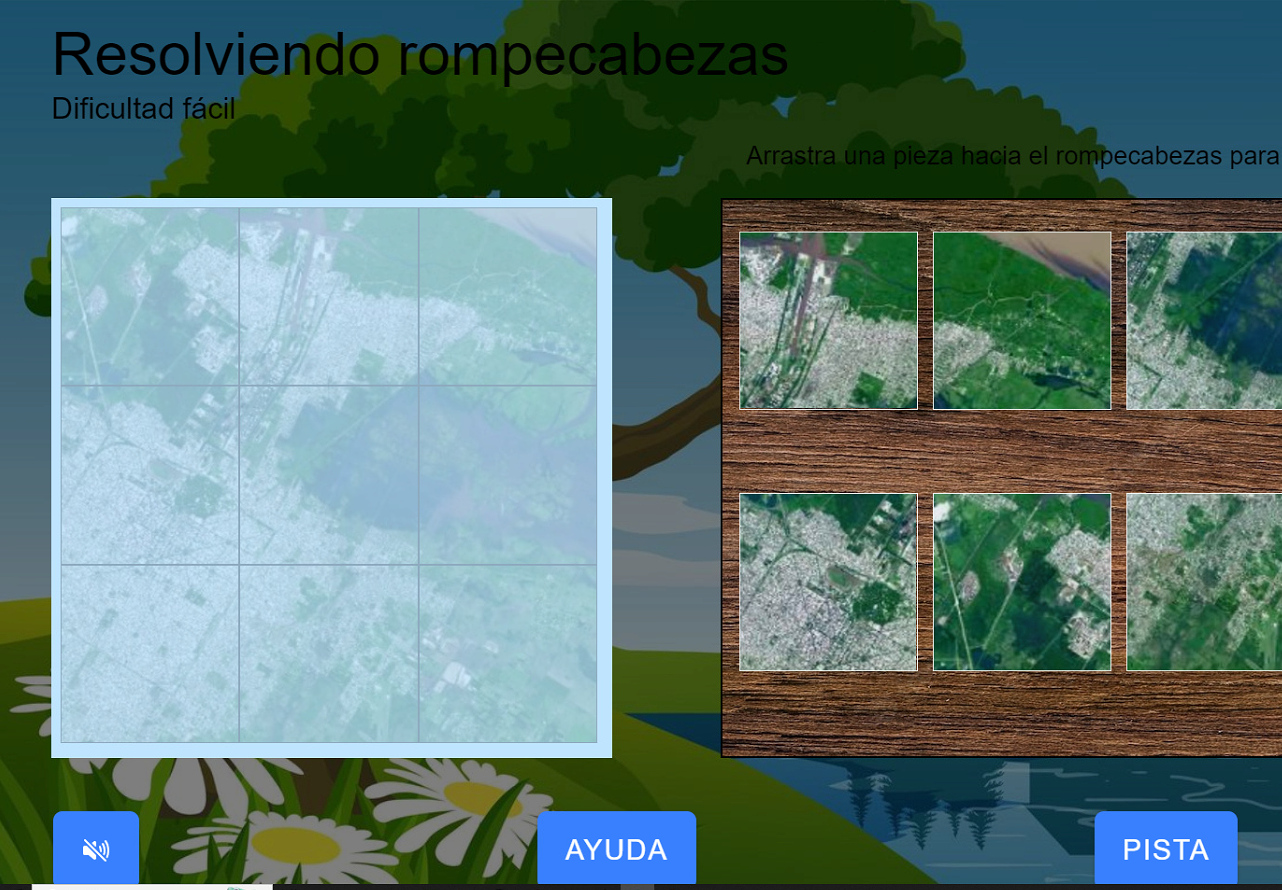 Resolviendo rompecabezas
Dificultad fácil
Arrastra una pieza hacia el rompecabezas para
AYUDA
PISTA